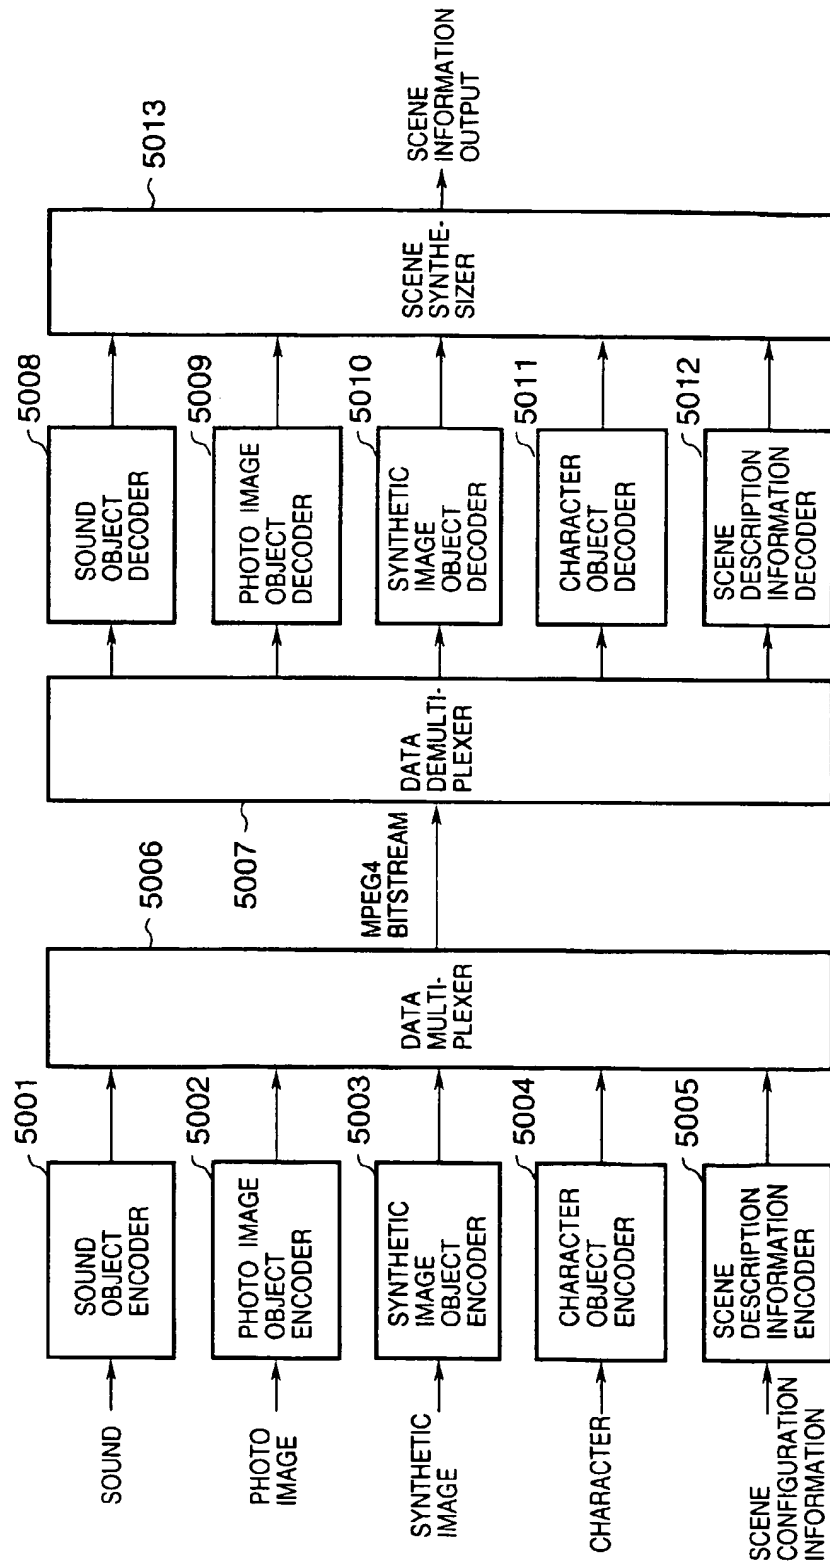 SOUND
PHOTO
IMAGE
SYNTHETIC
IMAGE
CHARACTER
SCENE
CONFIGURATION
INFORMATION
5001
SOUND
OBJECT
ENCODER
5002
PHOTO IMAGE
OBJECT
ENCODER
5003
SYNTHETIC
IMAGE
OBJECT
ENCODER
5004
CHARACTER
OBJECT
ENCODER
5005
SCENE
DESCRIPTION
INFORMATION
ENCODER
5006
DATA
MULTI-
PLEXER
MPEG4
BITSTREAM
5007
DATA
DEMULTI-
PLEXER
5008
SOUND
OBJECT
DECODER
5009
PHOTO IMAGE
OBJECT
DECODER
5010
SYNTHETIC
IMAGE
OBJECT
DECODER
5011
CHARACTER
OBJECT
DECODER
5012
SCENE
DESCRIPTION
INFORMATION
DECODER
5013
SCENE
SYNTHE-
SIZER
SCENE
INFORMATION
OUTPUT